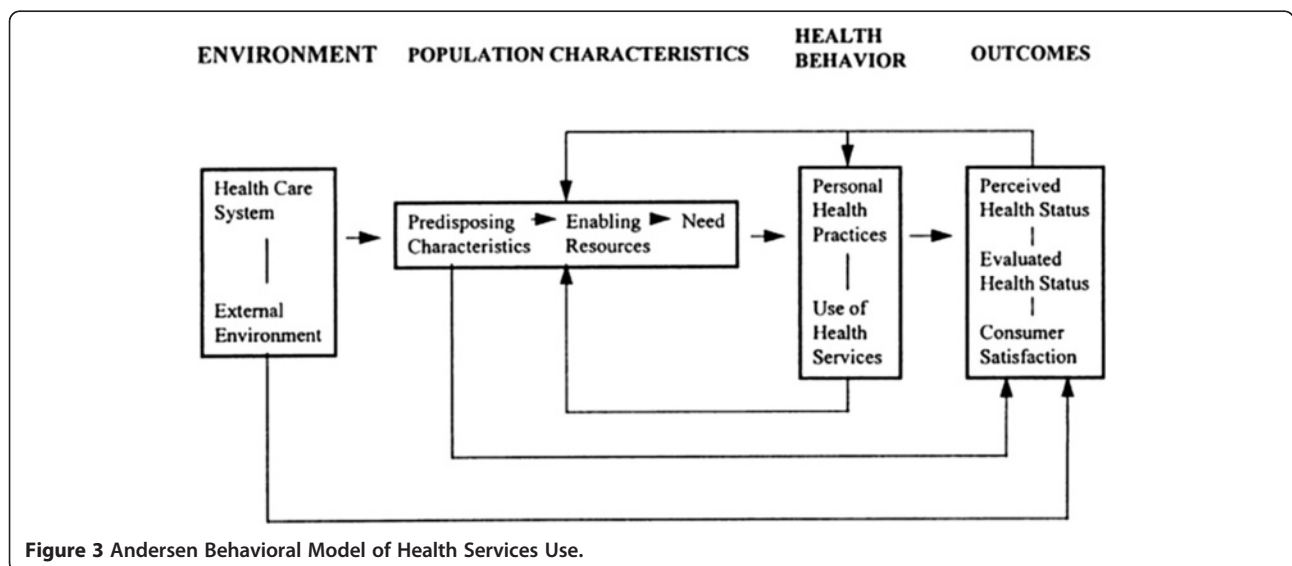 ENVIRONMENT
POPULATION CHARACTERISTICS
HEALTH
BEHAVIOR
OUTCOMES
Health Care
System
External
Environment
Predisposing
Characteristics
Enabling
Resources
Need
Personal
Health
Practices
Use of
Health
Services
Perceived
Health Status
Evaluated
Health Status
Consumer
Satisfaction
Figure 3 Andersen Behavioral Model of Health Services Use.